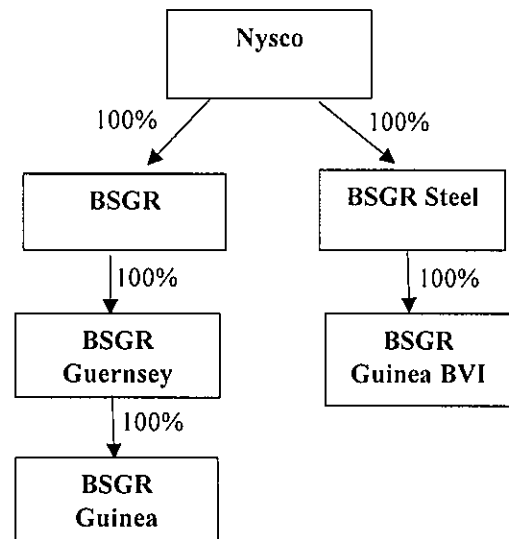 Nysco
100%
100%
BSGR
BSGR Steel
100%
100%
BSGR
Guernsey
BSGR
Guinea BVI
100%
BSGR
Guinea